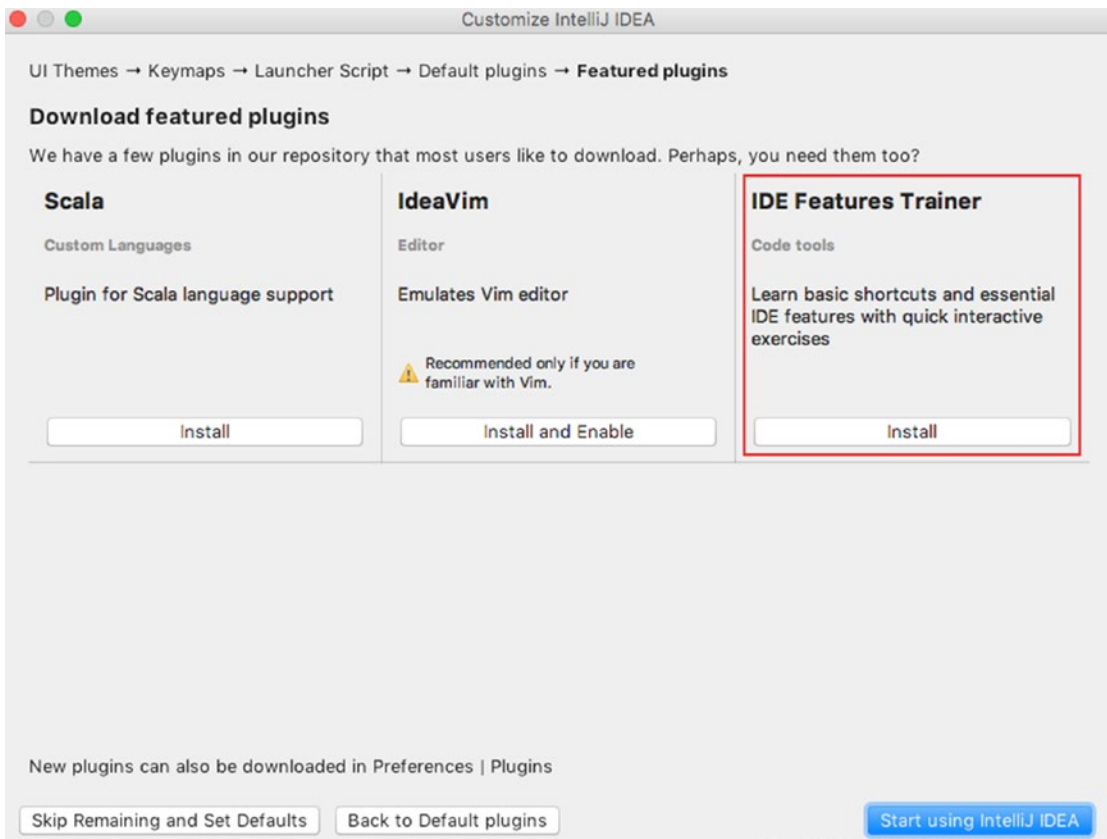 Customize IntelliJ IDEA
UI Themes → Keymaps → Launcher Script → Default plugins → Featured plugins
Download featured plugins
We have a few plugins in our repository that most users like to download. Perhaps, you need them too?
Scala
Custom Languages
Plugin for Scala language support
Install
IdeaVim
Editor
Emulates Vim editor
Recommended only if you are
familiar with Vim.
Install and Enable
IDE Features Trainer
Code tools
Learn basic shortcuts and essential
IDE features with quick interactive
exercises
Install
New plugins can also be downloaded in Preferences | Plugins
Skip Remaining and Set Defaults
Back to Default plugins
Start using IntelliJ IDEA